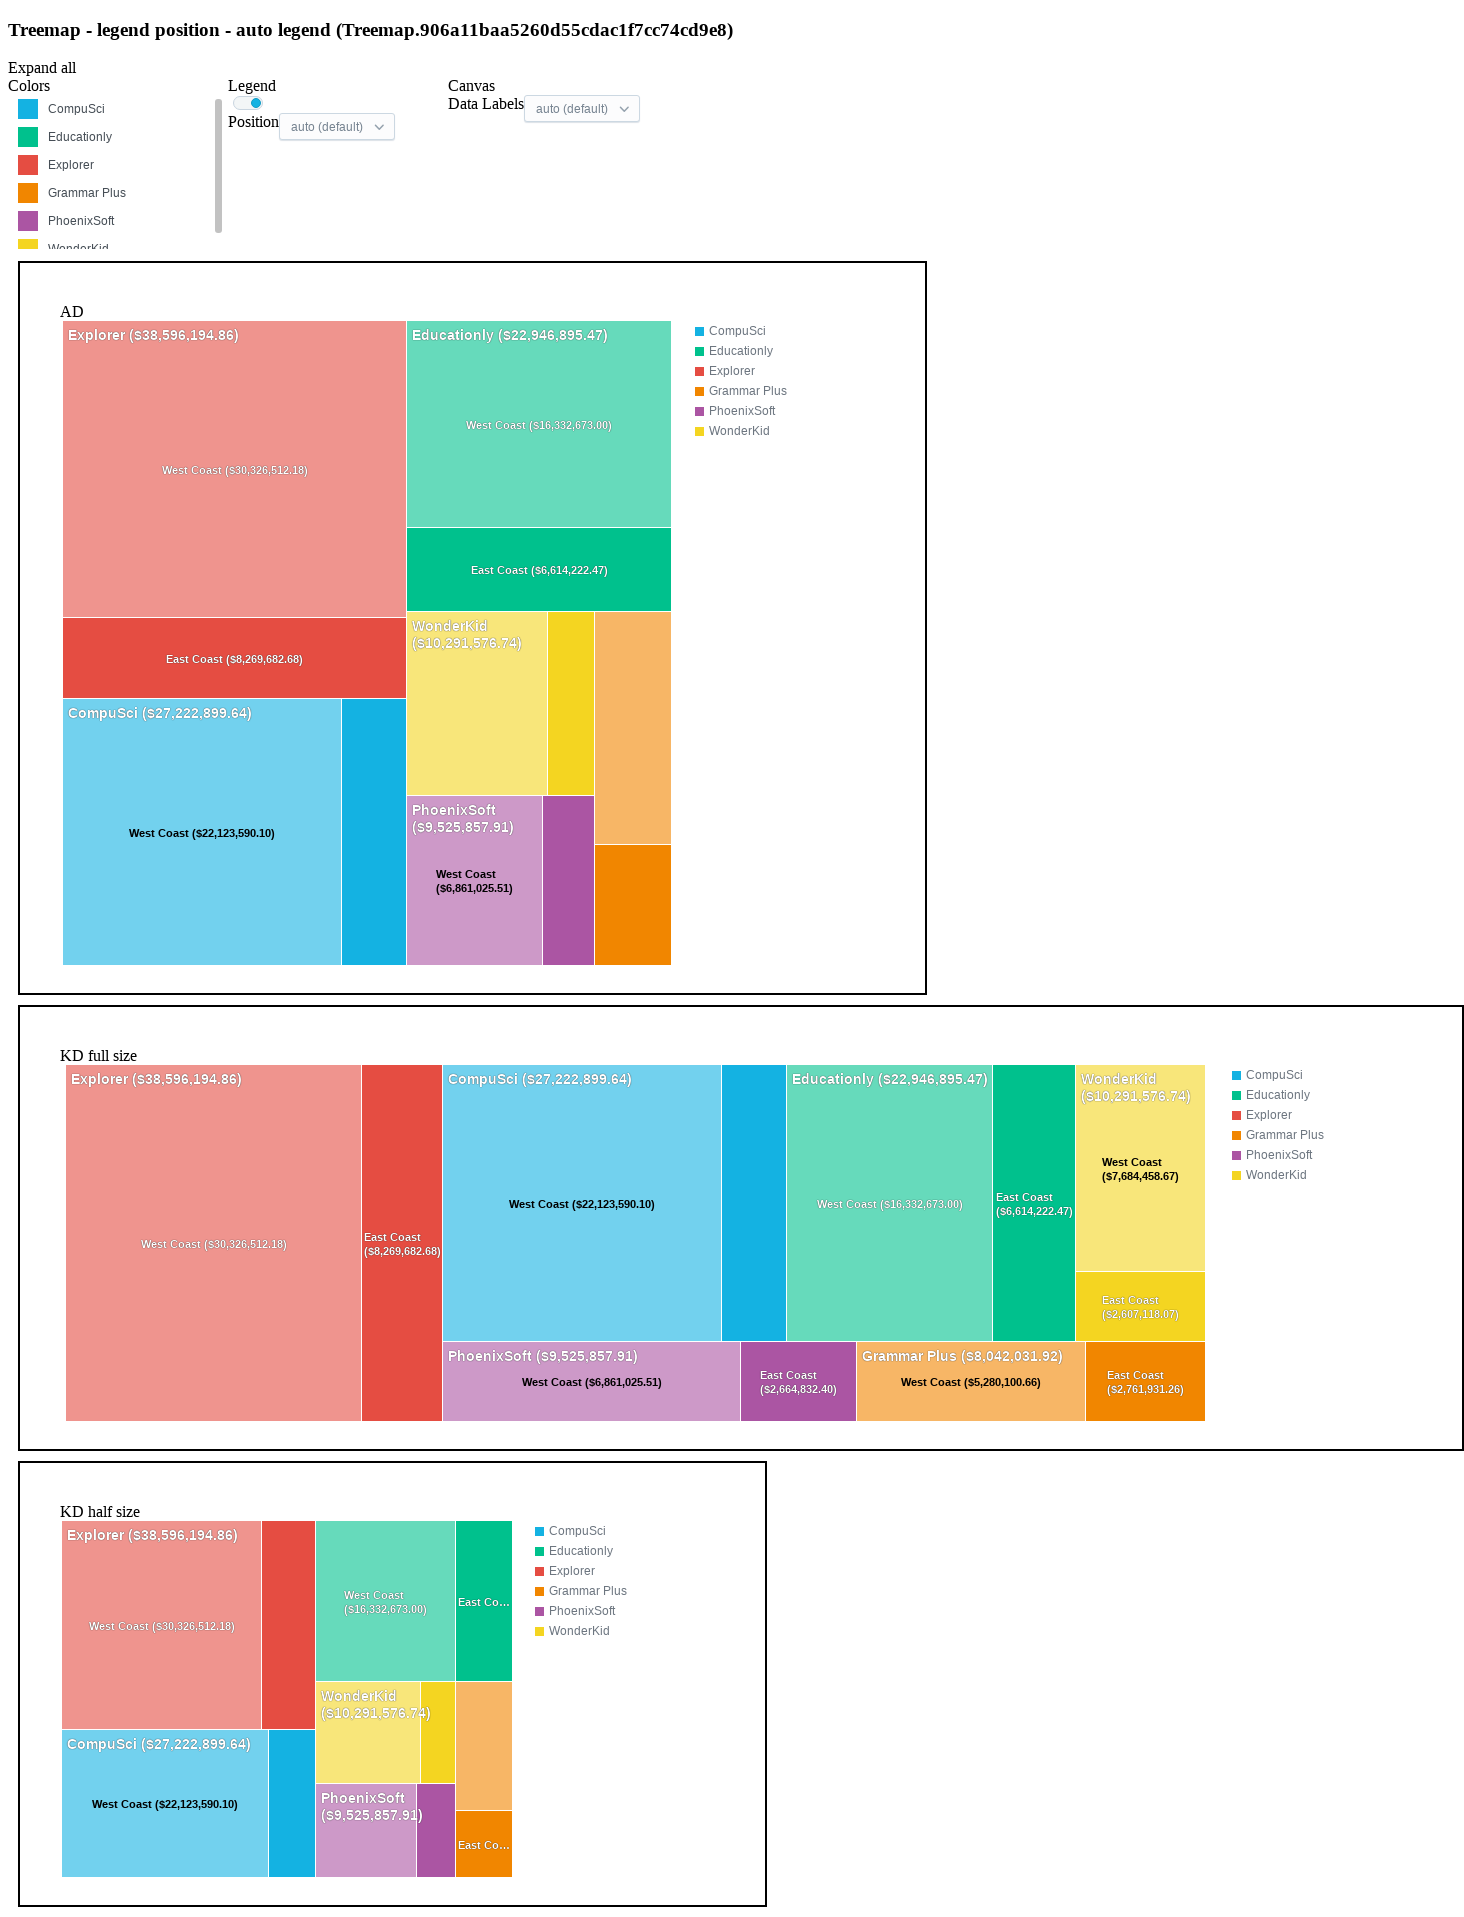 Treemap - legend position - auto legend (Treemap.906a11baa5260d55cdac1f7cc74cd9e8)
Expand all
Colors
CompuSci
Educationly
Explorer
Grammar Plus
PhoenixSoft
WonderKid
Legend
Position auto (default)
Canvas
Data Labels auto (default)
AD
Explorer ($38,596,194.86)
West Coast ($30,326,512.18)
East Coast ($8,269,682.68)
CompuSci ($27,222,899.64)
West Coast ($22,123,590.10)
Educationly ($22,946,895.47)
West Coast ($16,332,673.00)
East Coast ($6,614,222.47)
WonderKid
($10,291,576.74)
PhoenixSoft
($9,525,857.91)
West Coast
($6,861,025.51)
CompuSci
Educationly
Explorer
Grammar Plus
PhoenixSoft
WonderKid
KD full size
Explorer ($38,596,194.86)
West Coast ($30,326,512.18)
East Coast
($8,269,682.68)
CompuSci ($27,222,899.64)
West Coast ($22,123,590.10)
Educationly ($22,946,895.47)
West Coast ($16,332,673.00)
East Coast
($6,614,222.47)
WonderKid
($10,291,576.74)
West Coast
($7,684,458.67)
East Coast
($2,607,118.07)
PhoenixSoft ($9,525,857.91)
West Coast ($6,861,025.51)
East Coast
($2,664,832.40)
Grammar Plus ($8,042,031.92)
West Coast ($5,280,100.66)
East Coast
($2,761,931.26)
CompuSci
Educationly
Explorer
Grammar Plus
PhoenixSoft
WonderKid
KD half size
Explorer ($38,596,194.86)
West Coast ($30,326,512.18)
CompuSci ($27,222,899.64)
West Coast ($22,123,590.10)
West Coast
($16,332,673.00)
East Co…
WonderKid
($10,291,576.74)
PhoenixSoft
($9,525,857.91)
East Co…
CompuSci
Educationly
Explorer
Grammar Plus
PhoenixSoft
WonderKid